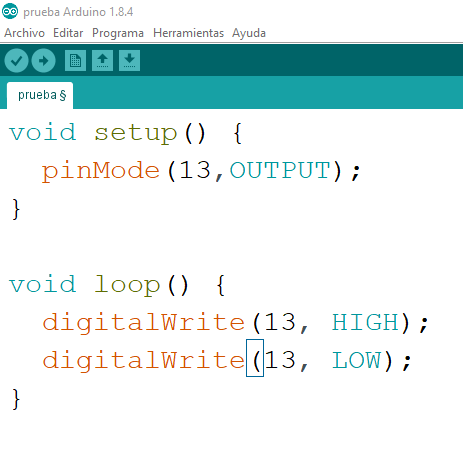 prueba Arduino 1.8.4
Archivo Editar Programa Herramientas Ayuda
prueba §
void setup() {
  pinMode(13,OUTPUT);
}

void loop() {
  digitalWrite(13, HIGH);
  digitalWrite(13, LOW);
}